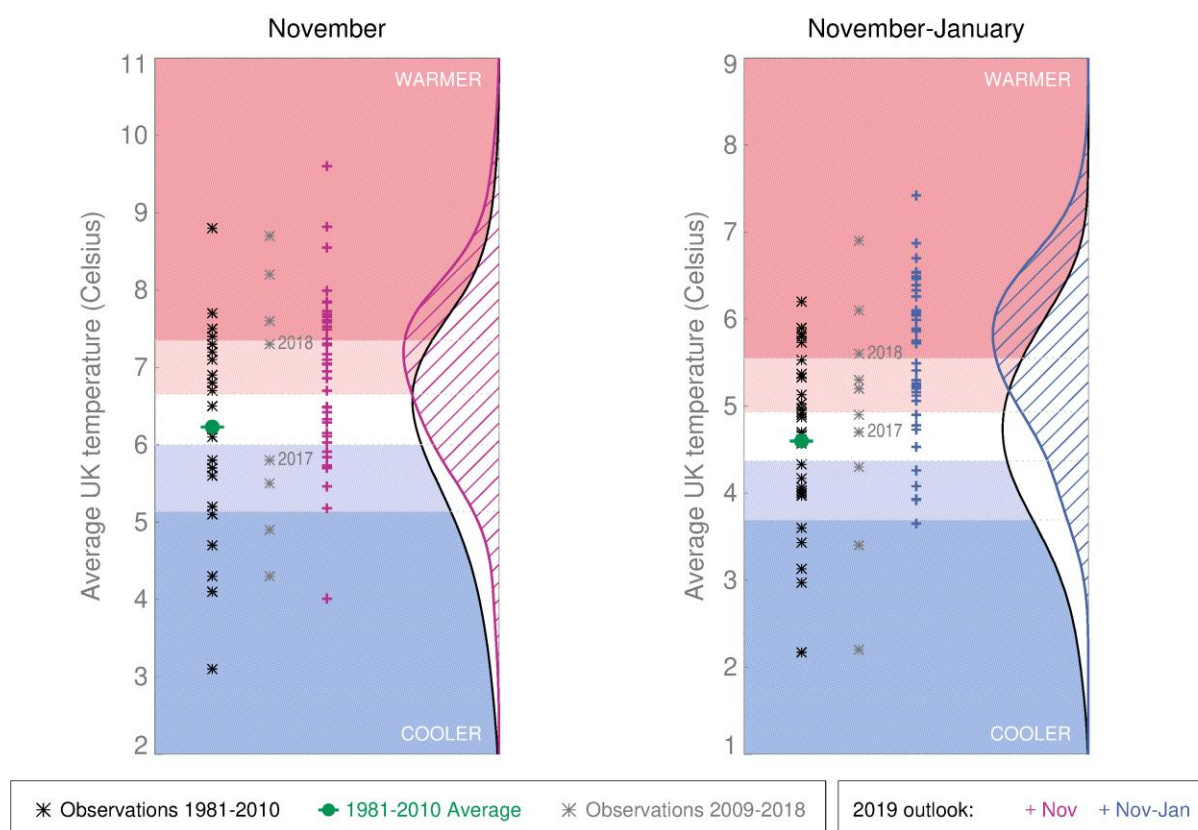 November
November-January
Average UK temperature (Celsius)
11
10
9
8
7
6
5
4
3
2
WARMER
2018
2017
COOLER
Average UK temperature (Celsius)
9
8
7
6
5
4
3
2
1
WARMER
2018
2017
COOLER
Observations 1981-2010
1981-2010 Average
Observations 2009-2018
2019 outlook:
+ Nov
+ Nov-Jan